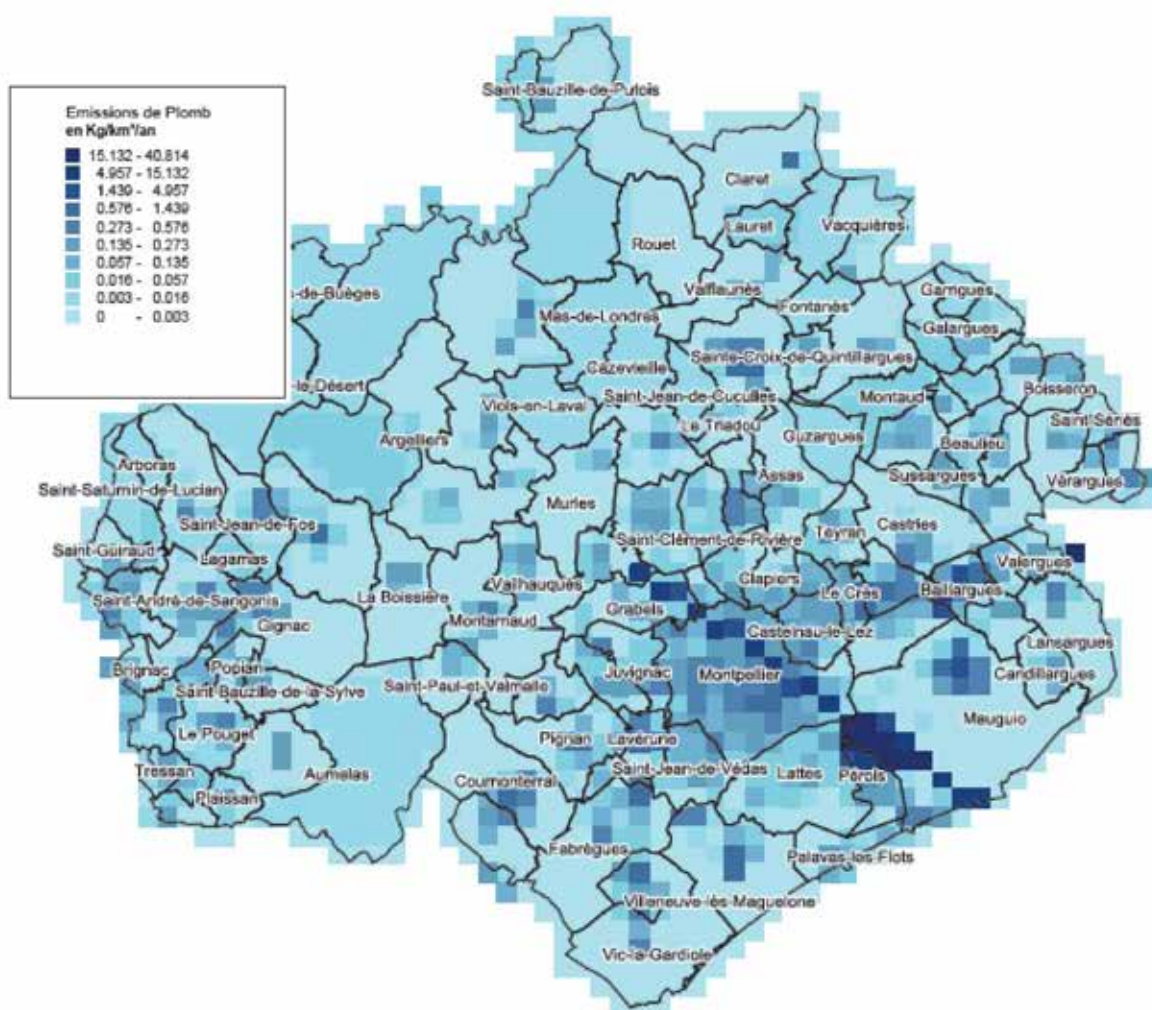 Emissions de Plomb
en Kg/km²/an
15.132 - 40.814
4.957 - 15.132
1.439 - 4.957
0.576 - 1.439
0.273 - 0.576
0.135 - 0.273
0.057 - 0.135
0.016 - 0.057
0.003 - 0.016
0 - 0.003
Saint-Bauzille-de-Putois
Claret
Lauret
Vacquières
Rouet
-de-Buèges
Valflaunès
Garrigues
Fontanès
Mas-de-Londres
Galargues
Sainte-Croix-de-Quintillargues
Cazevieille
-le-Désert
Boisseron
Saint-Jean-de-Cuculles
Montaud
Viols-en-Laval
Saint-Sériès
Le Triadou
Argelliers
Guzargues
Beaulieu
Arboras
Assas
Sussargues
Vérargues
Saint-Saturnin-de-Lucian
Murles
Saint-Jean-de-Fos
Castries
Teyran
Saint-Clément-de-Rivière
Saint-Guiraud
Lagamas
Valergues
Vailhauquès
Clapiers
Baillargues
Le Crès
La Boissière
Saint-André-de-Sangonis
Grabels
Gignac
Montarnaud
Castelnau-le-Lez
Lansargues
Brignac
Popian
Juvignac
Montpellier
Candillargues
Saint-Paul-et-Valmalle
Saint-Bauzille-de-la-Sylve
Mauguio
Le Pouget
Pignan
Lavérune
Tressan
Aumelas
Saint-Jean-de-Védas
Lattes
Pérols
Cournonterral
Plaissan
Fabrègues
Palavas-les-Flots
Villeneuve-lès-Maguelone
Vic-la-Gardiole